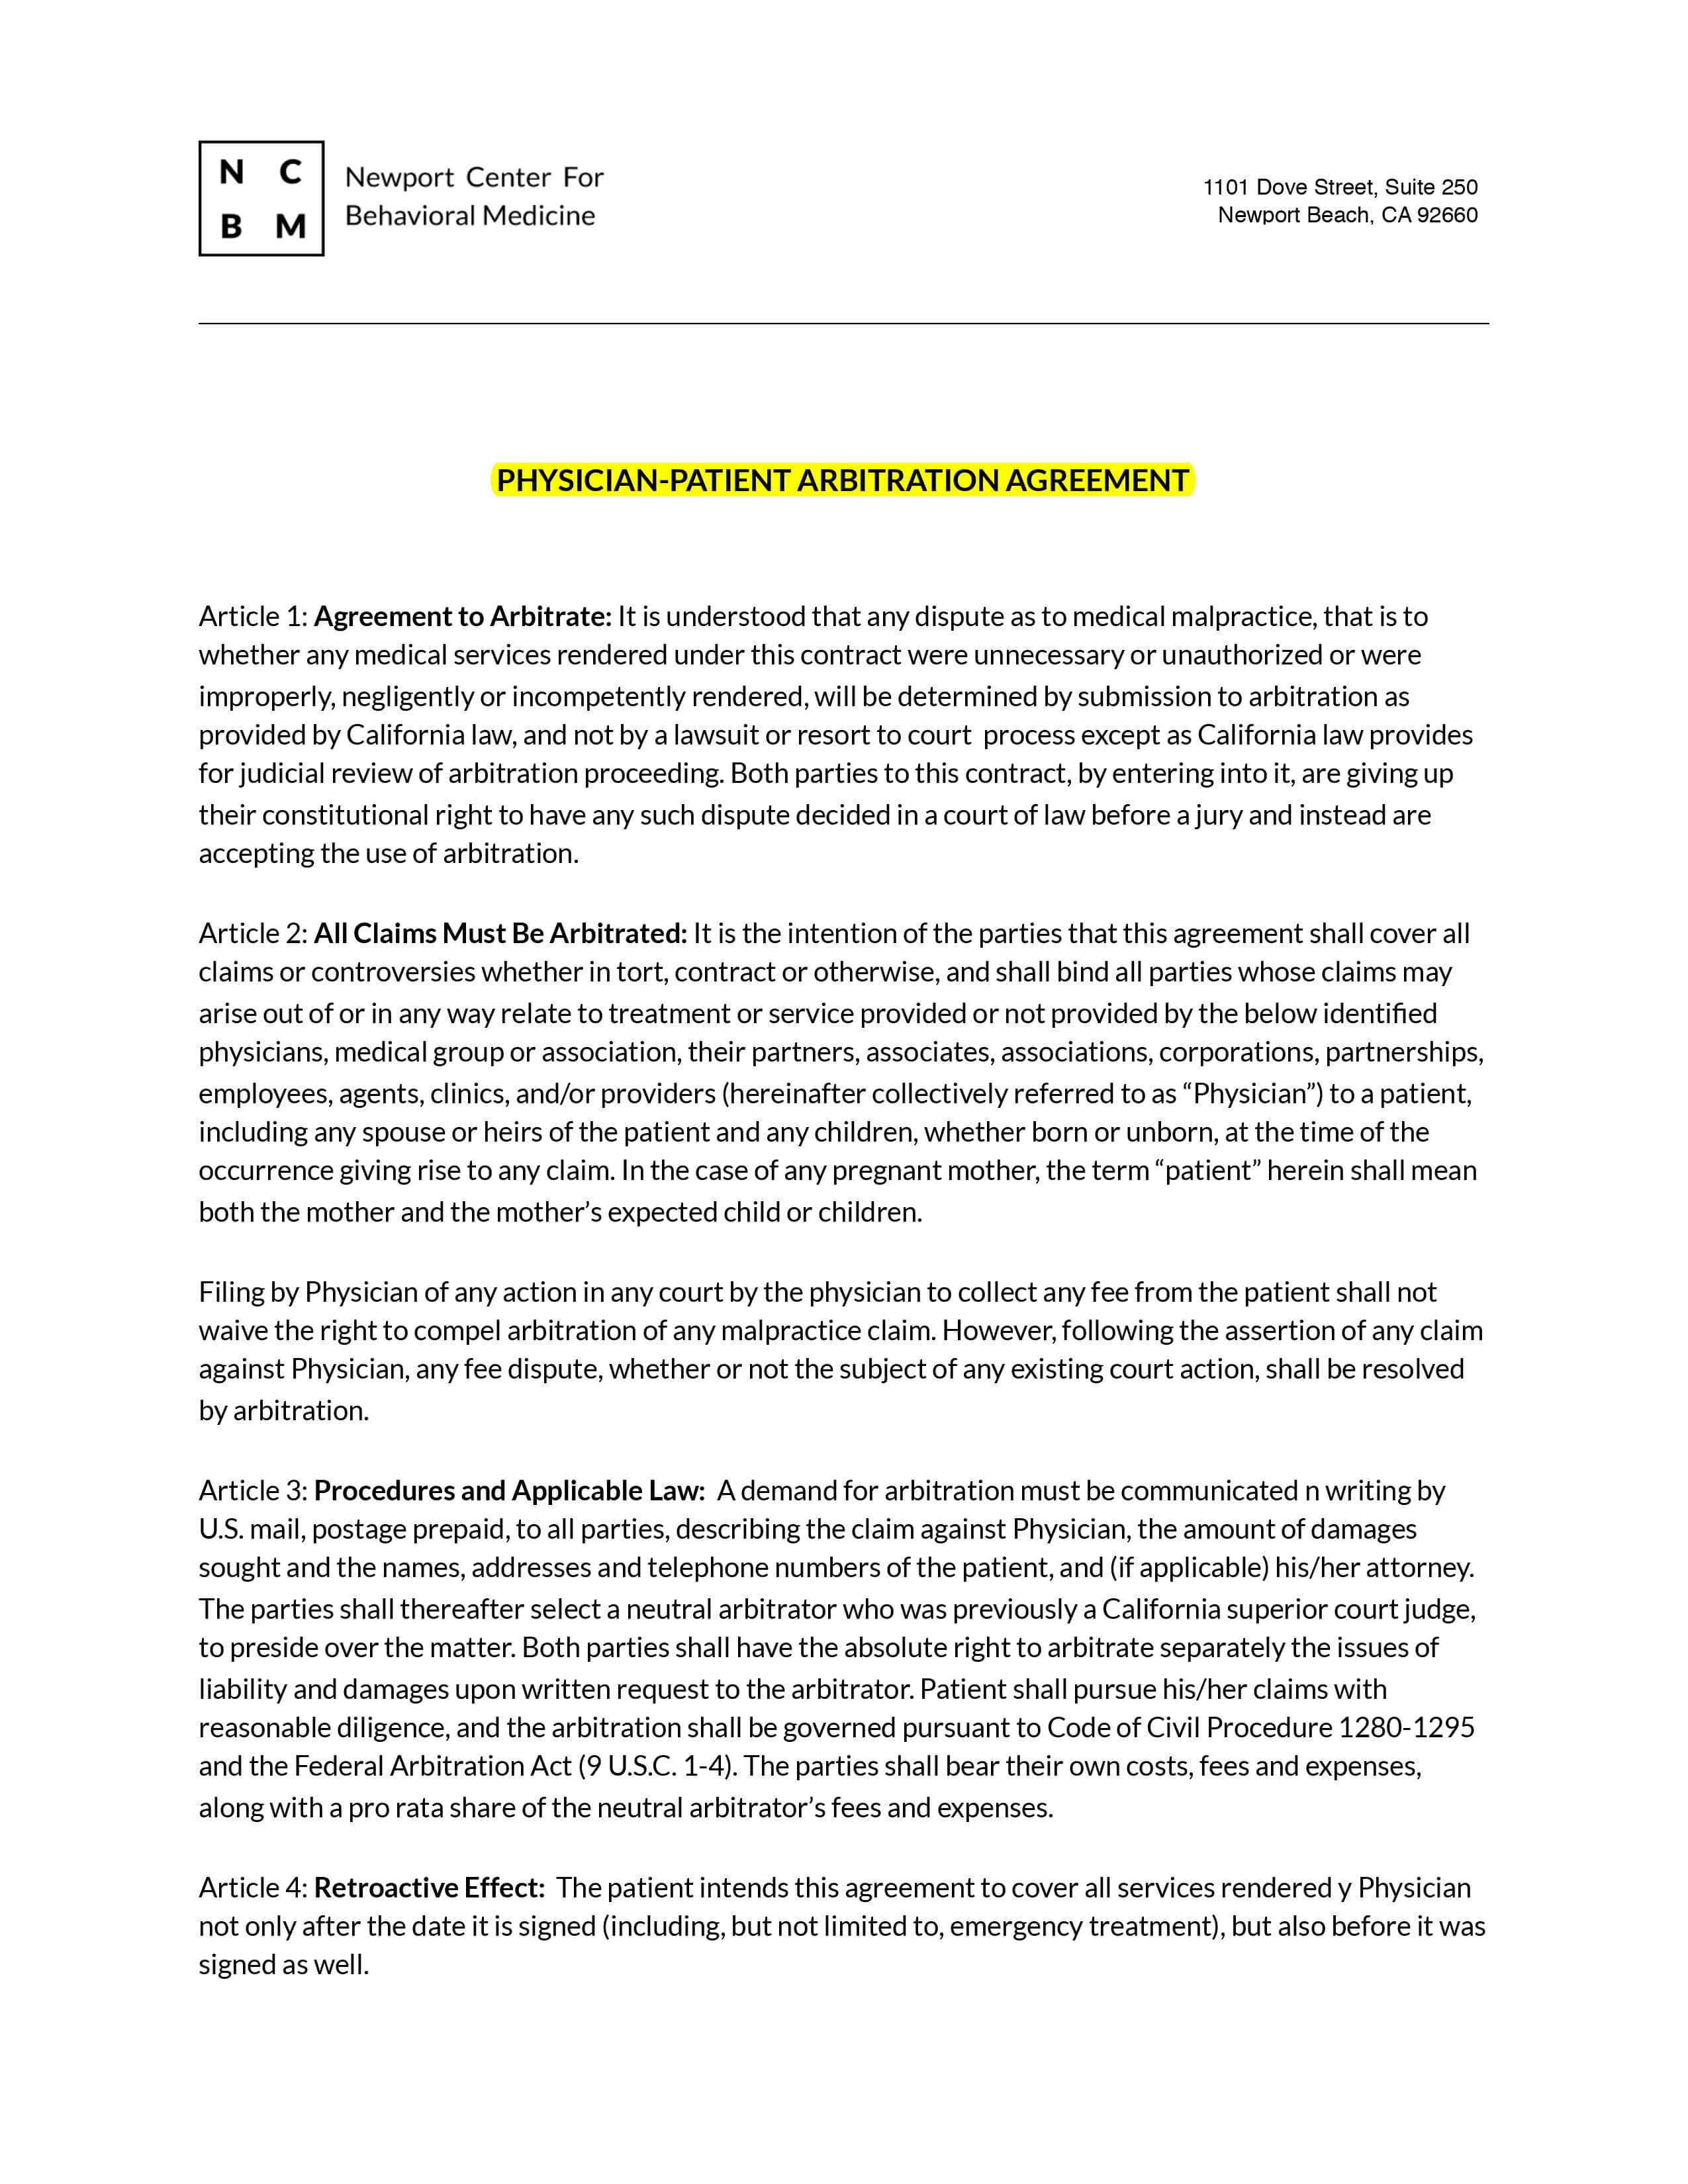 N C
B M
Newport Center For
Behavioral Medicine
1101 Dove Street, Suite 250
Newport Beach, CA 92660
PHYSICIAN-PATIENT ARBITRATION AGREEMENT
Article 1: Agreement to Arbitrate: It is understood that any dispute as to medical malpractice, that is to
whether any medical services rendered under this contract were unnecessary or unauthorized or were
improperly, negligently or incompetently rendered, will be determined by submission to arbitration as
provided by California law, and not by a lawsuit or resort to court  process except as California law provides
for judicial review of arbitration proceeding. Both parties to this contract, by entering into it, are giving up
their constitutional right to have any such dispute decided in a court of law before a jury and instead are
accepting the use of arbitration.
Article 2: All Claims Must Be Arbitrated: It is the intention of the parties that this agreement shall cover all
claims or controversies whether in tort, contract or otherwise, and shall bind all parties whose claims may
arise out of or in any way relate to treatment or service provided or not provided by the below identified
physicians, medical group or association, their partners, associates, associations, corporations, partnerships,
employees, agents, clinics, and/or providers (hereinafter collectively referred to as “Physician”) to a patient,
including any spouse or heirs of the patient and any children, whether born or unborn, at the time of the
occurrence giving rise to any claim. In the case of any pregnant mother, the term “patient” herein shall mean
both the mother and the mother’s expected child or children.
Filing by Physician of any action in any court by the physician to collect any fee from the patient shall not
waive the right to compel arbitration of any malpractice claim. However, following the assertion of any claim
against Physician, any fee dispute, whether or not the subject of any existing court action, shall be resolved
by arbitration.
Article 3: Procedures and Applicable Law:  A demand for arbitration must be communicated n writing by
U.S. mail, postage prepaid, to all parties, describing the claim against Physician, the amount of damages
sought and the names, addresses and telephone numbers of the patient, and (if applicable) his/her attorney.
The parties shall thereafter select a neutral arbitrator who was previously a California superior court judge,
to preside over the matter. Both parties shall have the absolute right to arbitrate separately the issues of
liability and damages upon written request to the arbitrator. Patient shall pursue his/her claims with
reasonable diligence, and the arbitration shall be governed pursuant to Code of Civil Procedure 1280-1295
and the Federal Arbitration Act (9 U.S.C. 1-4). The parties shall bear their own costs, fees and expenses,
along with a pro rata share of the neutral arbitrator’s fees and expenses.
Article 4: Retroactive Effect:  The patient intends this agreement to cover all services rendered y Physician
not only after the date it is signed (including, but not limited to, emergency treatment), but also before it was
signed as well.